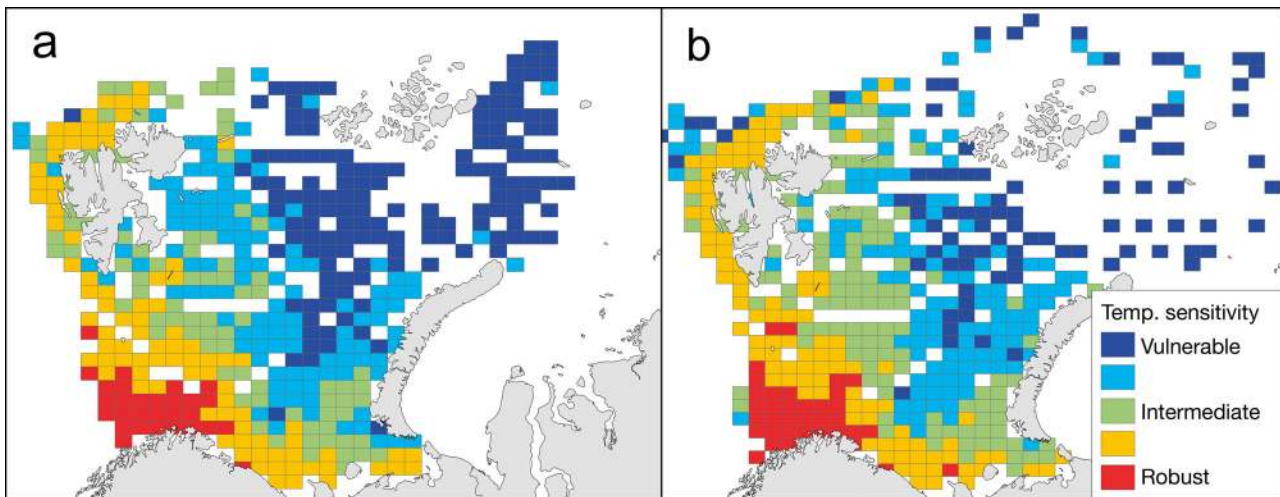 a
b
Temp. sensitivity
Vulnerable
Intermediate
Robust